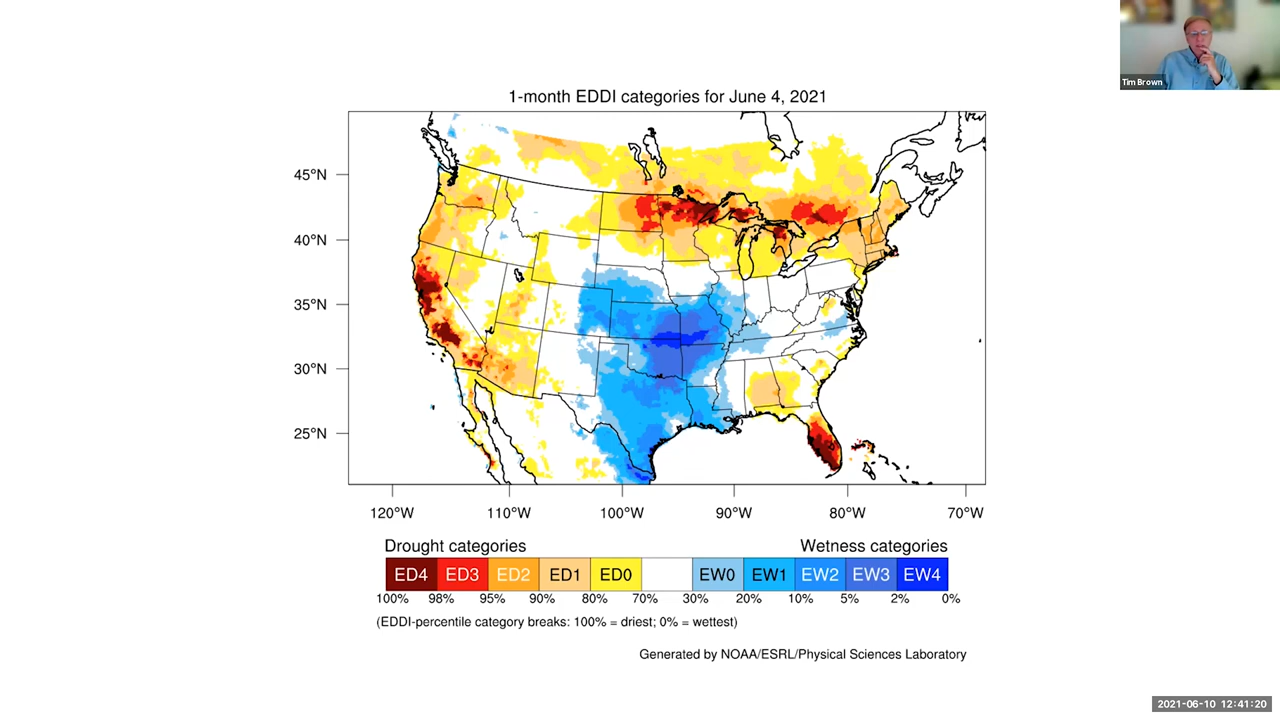 Tim Brown
1-month EDDI categories for June 4, 2021
45°N
40°N
35°N
30°N
25°N
120°W 110°W 100°W 90°W 80°W 70°W
Drought categories Wetness categories
ED4 ED3 ED2 ED1 ED0 EW0 EW1 EW2 EW3 EW4
100% 98% 95% 90% 80% 70% 30% 20% 10% 5% 2% 0%
(EDDI-percentile category breaks: 100% = driest; 0% = wettest)
Generated by NOAA/ESRL/Physical Sciences Laboratory
2021-06-10 12:41:20